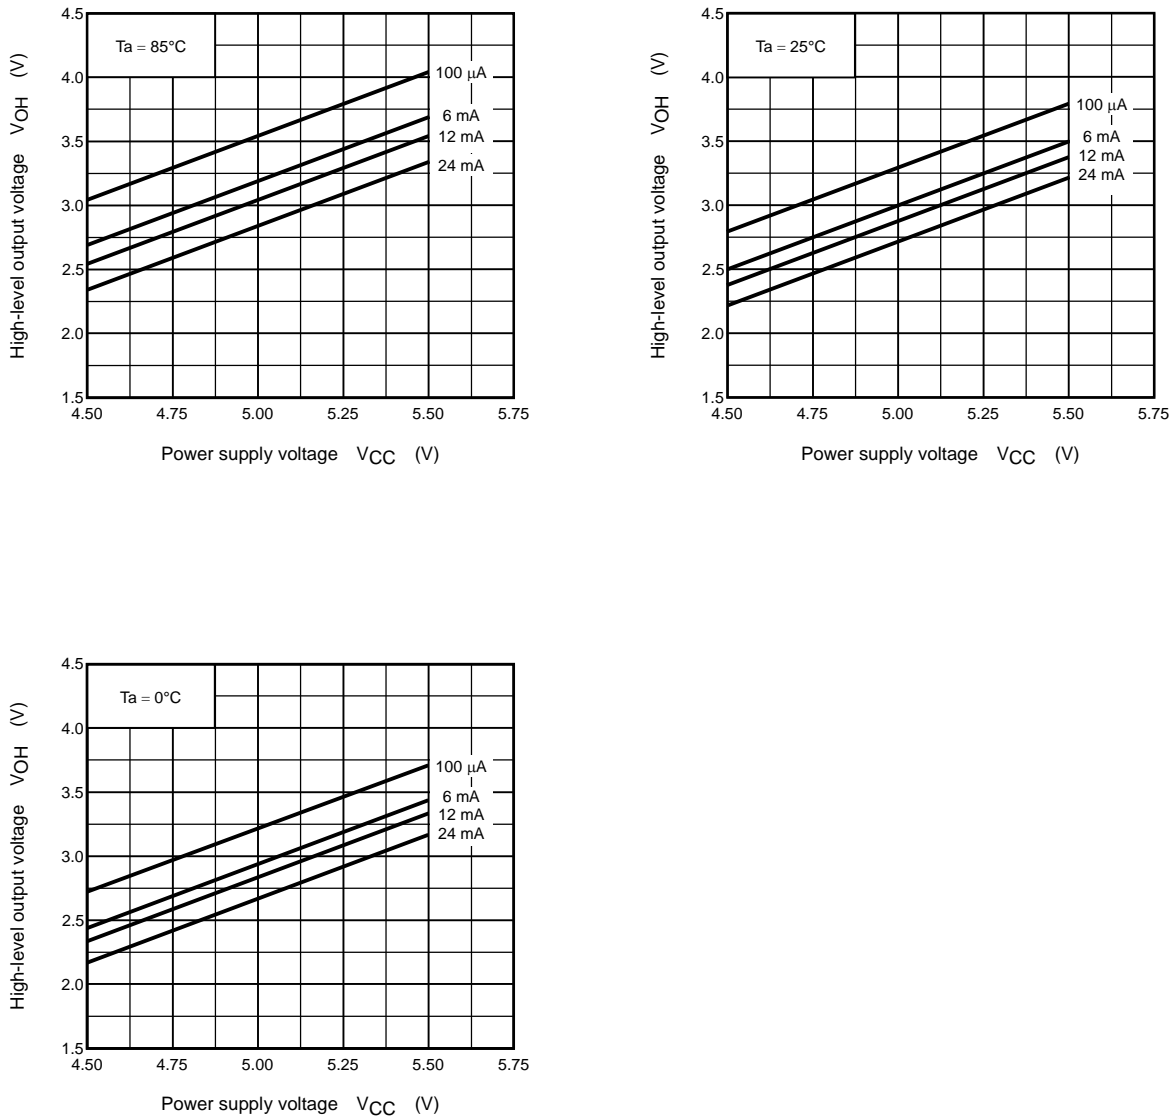 4.5
4.0
3.5
3.0
2.5
2.0
1.5
High-level output voltage VOH (V)
Ta = 85°C
100 μA
6 mA
12 mA
24 mA
4.50 4.75 5.00 5.25 5.50 5.75
Power supply voltage VCC (V)
4.5
4.0
3.5
3.0
2.5
2.0
1.5
High-level output voltage VOH (V)
Ta = 25°C
100 μA
6 mA
12 mA
24 mA
4.50 4.75 5.00 5.25 5.50 5.75
Power supply voltage VCC (V)
4.5
4.0
3.5
3.0
2.5
2.0
1.5
High-level output voltage VOH (V)
Ta = 0°C
100 μA
6 mA
12 mA
24 mA
4.50 4.75 5.00 5.25 5.50 5.75
Power supply voltage VCC (V)